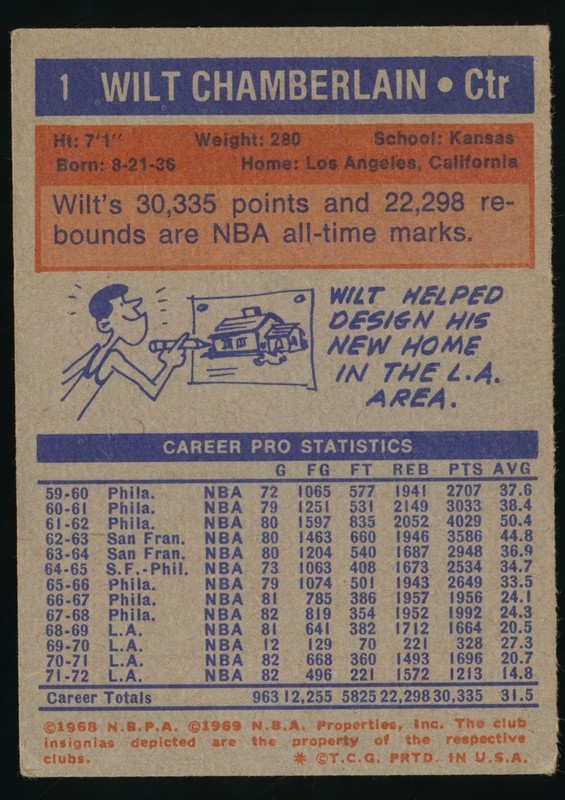 1 WILT CHAMBERLAIN • Ctr
Ht: 7'1" Weight: 280 School: Kansas
Born: 8-21-36 Home: Los Angeles, California
Wilt's 30,335 points and 22,298 re-
bounds are NBA all-time marks.
WILT HELPED
DESIGN HIS
NEW HOME
IN THE L.A.
AREA.
CAREER PRO STATISTICS
G FG FT REB PTS AVG
59-60 Phila. NBA 72 1065 577 1941 2707 37.6
60-61 Phila. NBA 79 1251 531 2149 3033 38.4
61-62 Phila. NBA 80 1597 835 2052 4029 50.4
62-63 San Fran. NBA 80 1463 660 1946 3586 44.8
63-64 San Fran. NBA 80 1204 540 1687 2948 36.9
64-65 S.F.-Phil. NBA 73 1063 408 1673 2534 34.7
65-66 Phila. NBA 79 1074 501 1943 2649 33.5
66-67 Phila. NBA 81 785 386 1957 1956 24.1
67-68 Phila. NBA 82 819 354 1952 1992 24.3
68-69 L.A. NBA 81 641 382 1712 1664 20.5
69-70 L.A. NBA 12 129 70 221 328 27.3
70-71 L.A. NBA 82 668 360 1493 1696 20.7
71-72 L.A. NBA 82 496 221 1572 1213 14.8
Career Totals 963 12,255 5825 22,298 30,335 31.5
©1968 N.B.P.A. ©1969 N.B.A. Properties, Inc. The club
insignias depicted are the property of the respective
clubs. * ©T.C.G. PRTD. IN U.S.A.